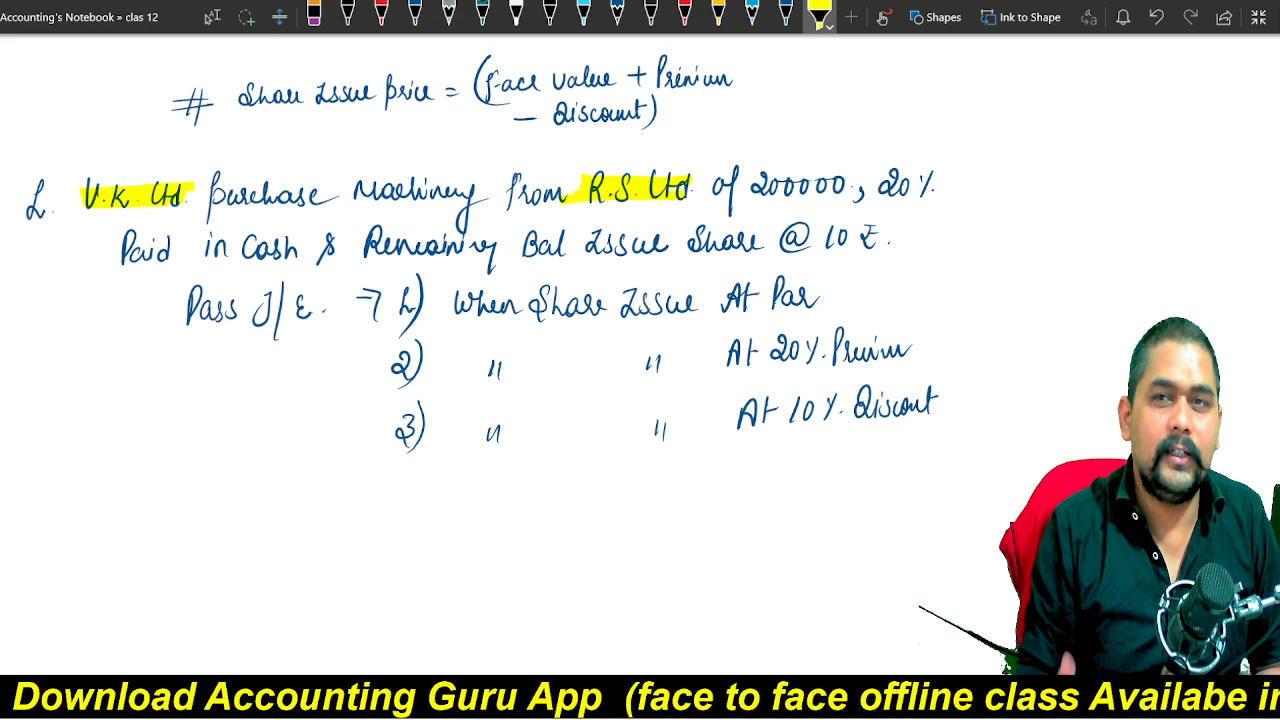 Accounting's Notebook » clas 12
Shapes
Ink to Shape
# Share Issue price = (Face value + Premium
− Discount)
1. V.K. Ltd purchase Machinery from R.S. Ltd of 200000, 20%
Paid in Cash & Remaining Bal Issue Share @ 10 ₹.
Pass J/E. → 1) When Share Issue At Par
2) " " At 20% Premium
3) " " At 10% Discount
Download Accounting Guru App (face to face offline class Availabe in